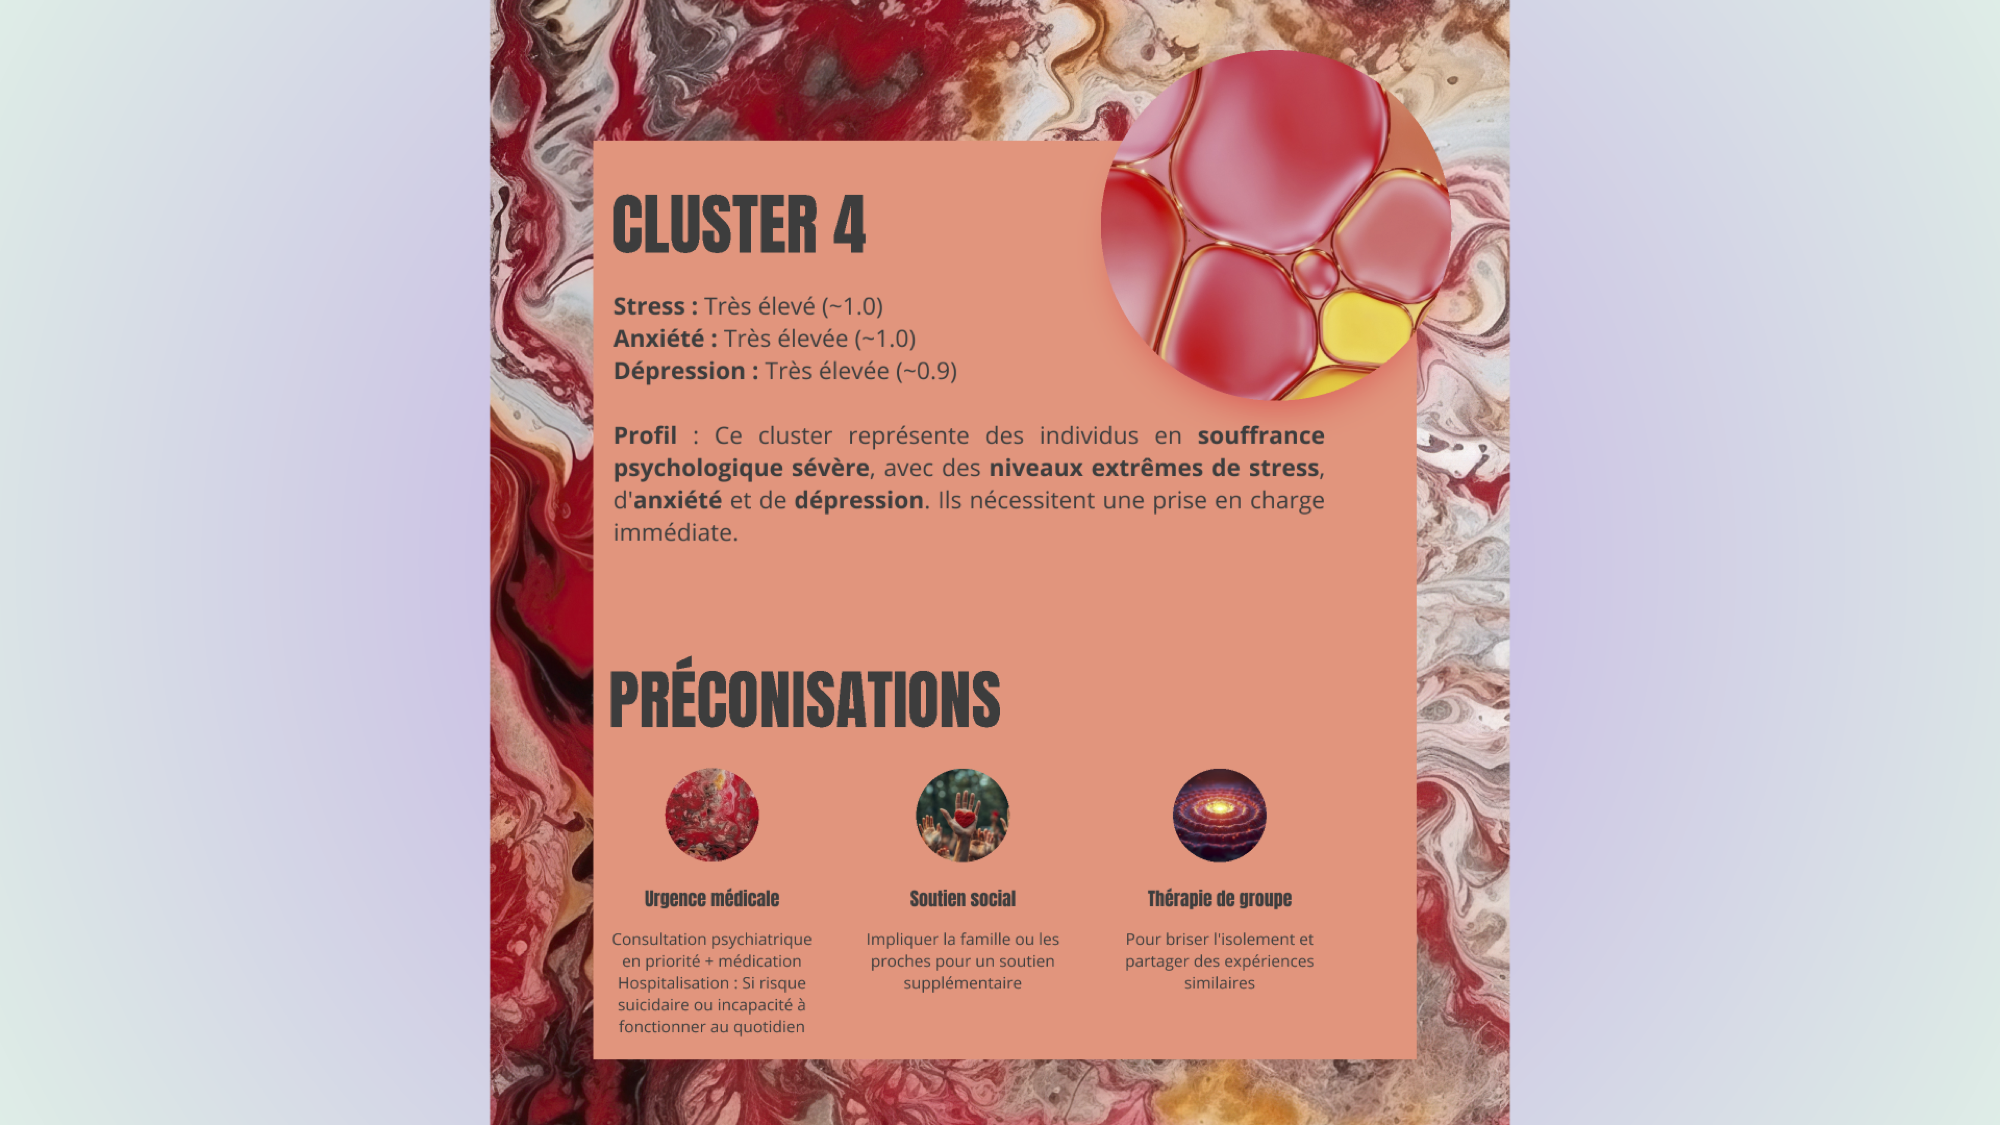 CLUSTER 4
Stress : Très élevé (~1.0)
Anxiété : Très élevée (~1.0)
Dépression : Très élevée (~0.9)
Profil : Ce cluster représente des individus en souffrance
psychologique sévère, avec des niveaux extrêmes de stress,
d'anxiété et de dépression. Ils nécessitent une prise en charge
immédiate.
PRÉCONISATIONS
Urgence médicale
Consultation psychiatrique
en priorité + médication
Hospitalisation : Si risque
suicidaire ou incapacité à
fonctionner au quotidien
Soutien social
Impliquer la famille ou les
proches pour un soutien
supplémentaire
Thérapie de groupe
Pour briser l'isolement et
partager des expériences
similaires